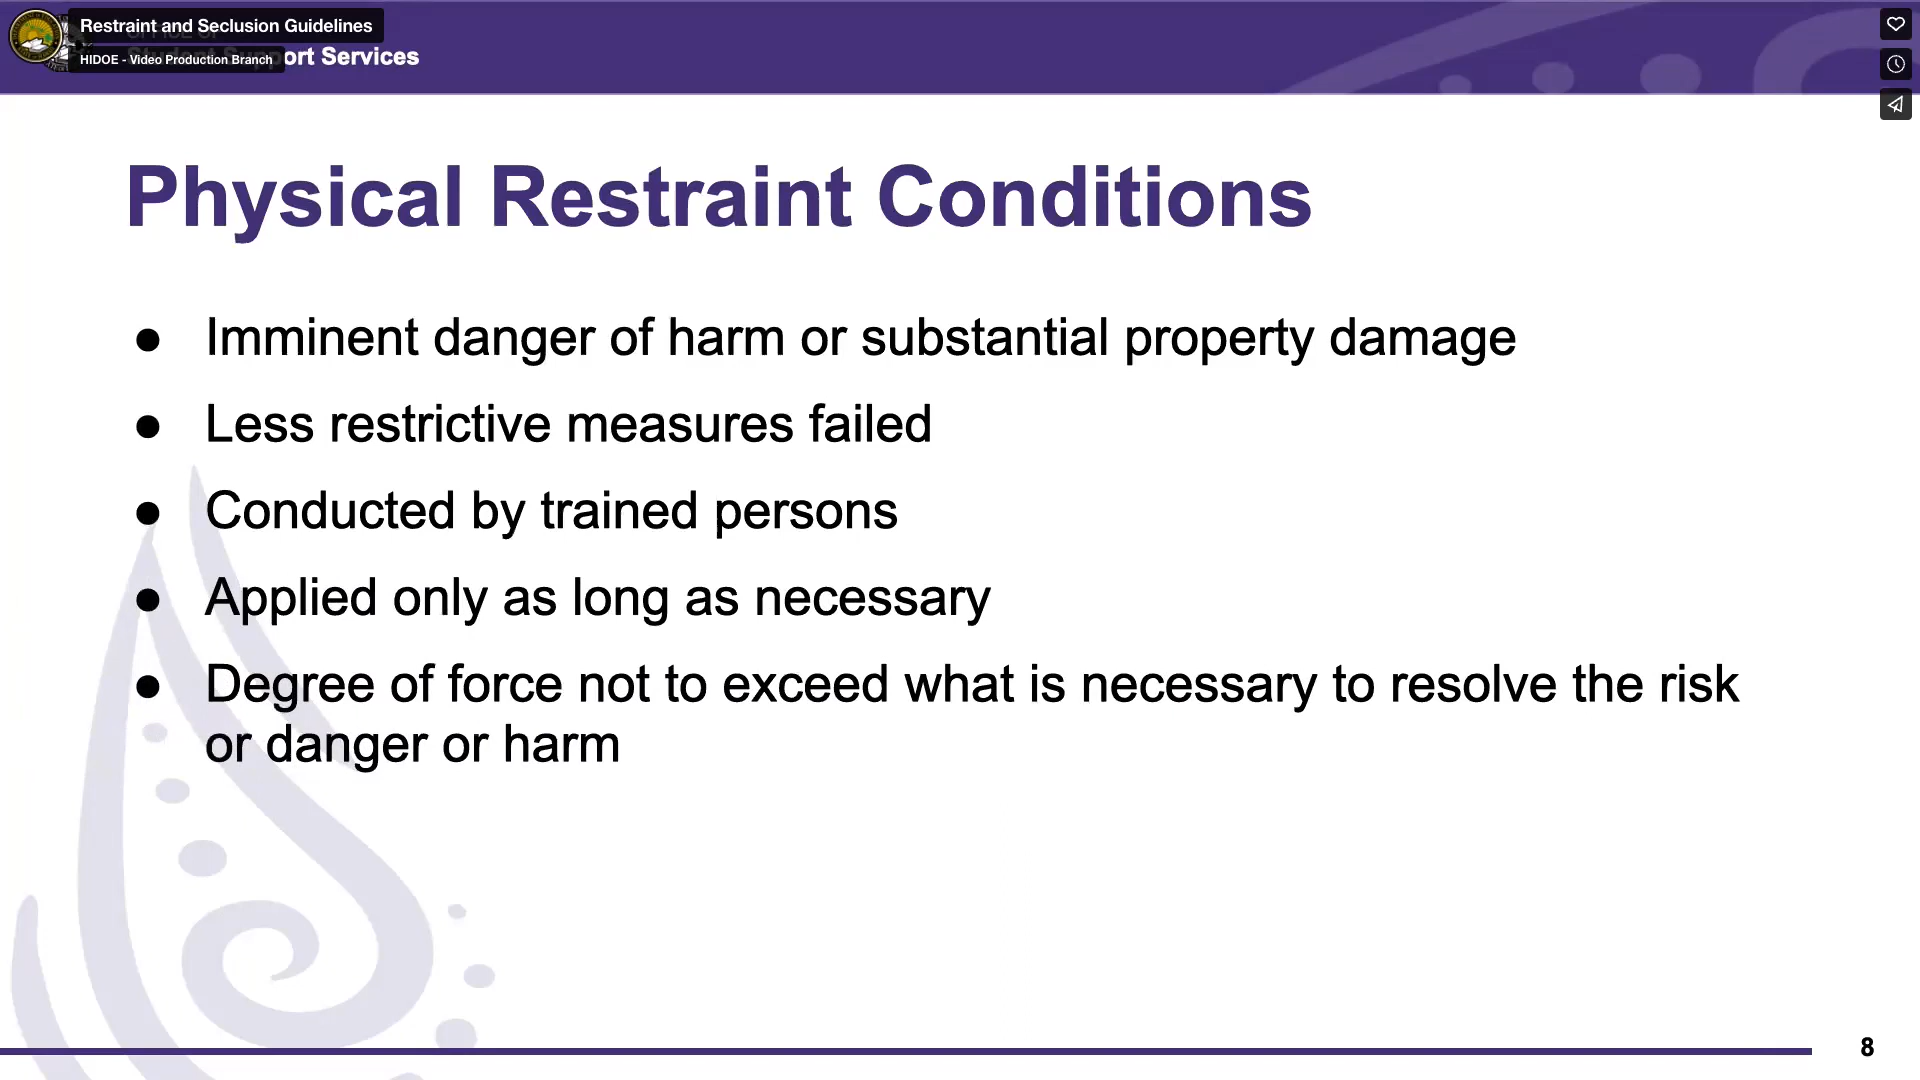 Restraint and Seclusion Guidelines
HIDOE - Video Production Branch
ort Services
Physical Restraint Conditions
● Imminent danger of harm or substantial property damage
● Less restrictive measures failed
● Conducted by trained persons
● Applied only as long as necessary
● Degree of force not to exceed what is necessary to resolve the risk
or danger or harm
8